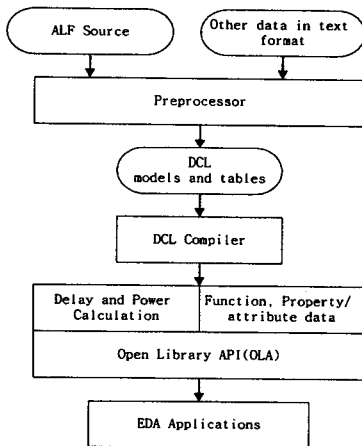 ALF Source
Other data in text
format
Preprocessor
DCL
models and tables
DCL Compiler
Delay and Power
Calculation
Function, Property/
attribute data
Open Library API(OLA)
EDA Applications